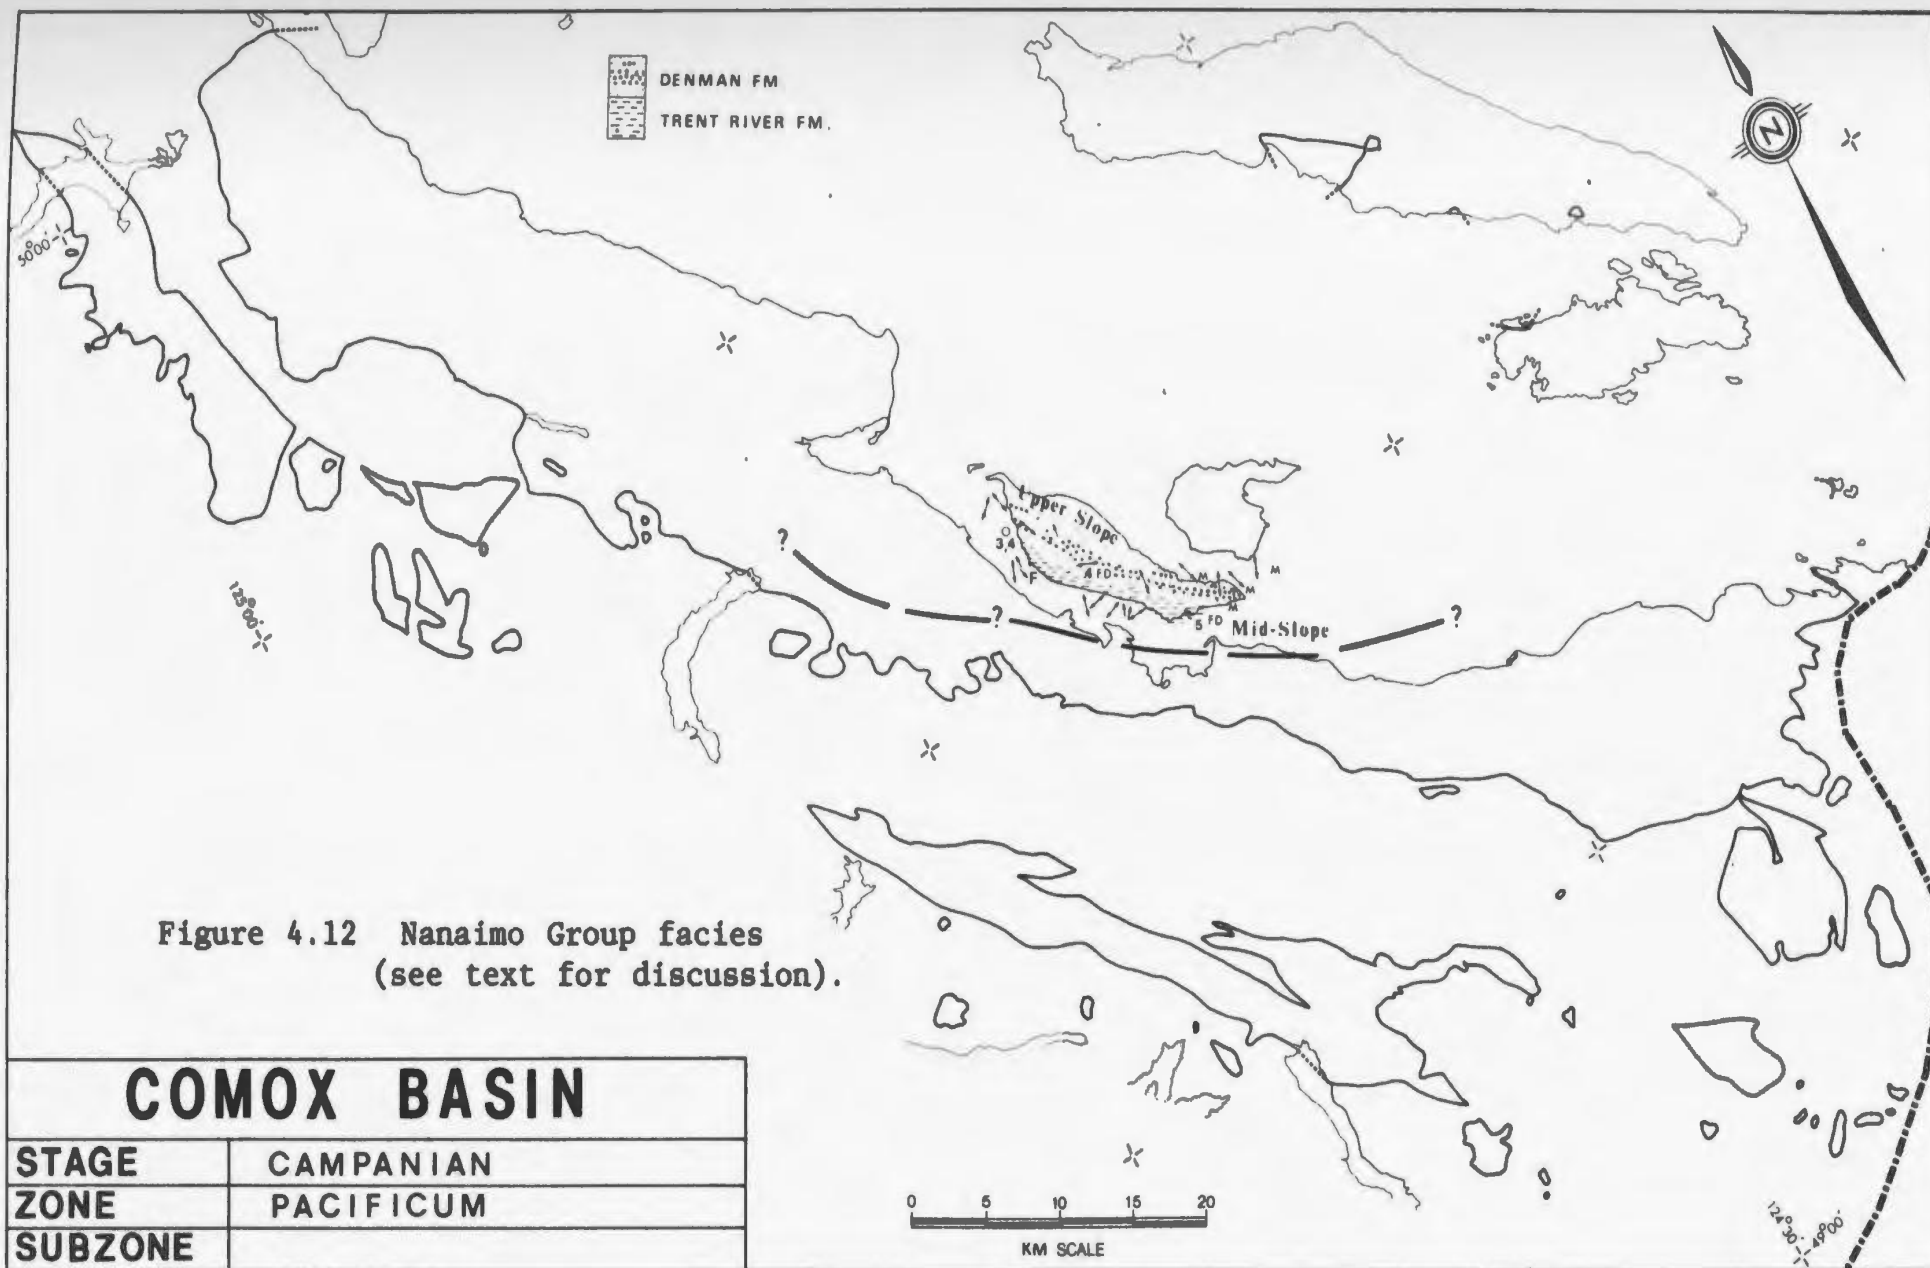 DENMAN FM
TRENT RIVER FM.
N
50°00'
125°00'
?
Upper Slope
3,4
F
4 FD
M
M
M
M
5 FD
Mid-Slope
?
?
Figure 4.12 Nanaimo Group facies
(see text for discussion).
COMOX BASIN
STAGE CAMPANIAN
ZONE PACIFICUM
SUBZONE
0 5 10 15 20
KM SCALE
124°30'
49°00'